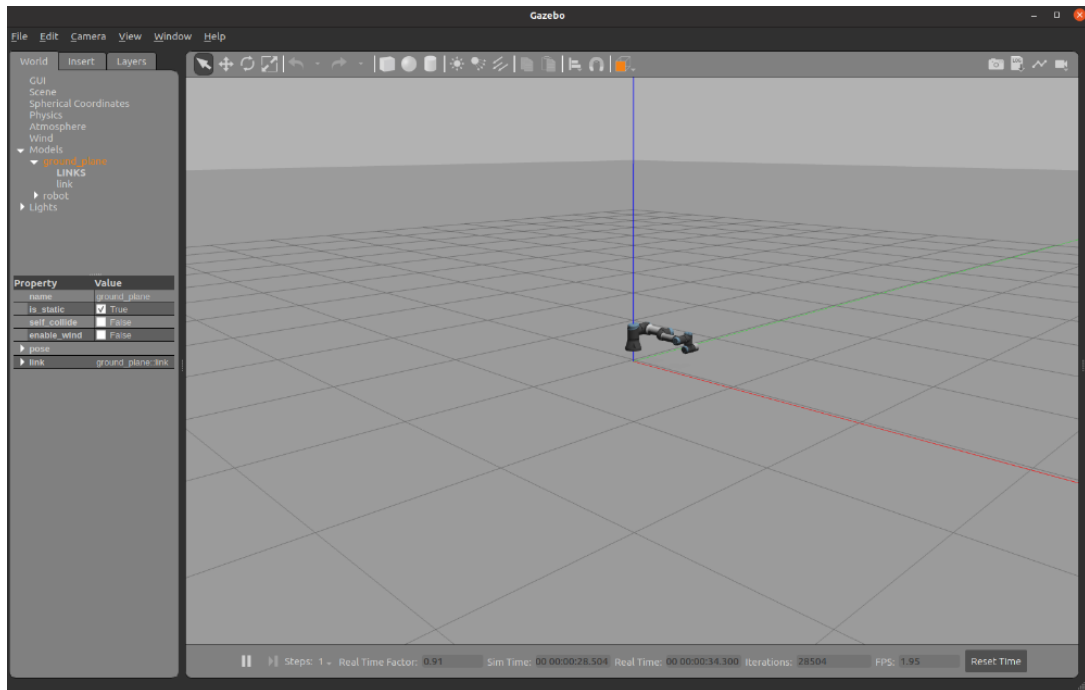 Gazebo
File Edit Camera View Window Help
World Insert Layers
GUI
Scene
Spherical Coordinates
Physics
Atmosphere
Wind
Models
ground_plane
LINKS
link
robot
Lights
Property Value
name ground_plane
is_static True
self_collide False
enable_wind False
pose
link ground_plane::link
Steps: 1 Real Time Factor: 0.91 Sim Time: 00 00:00:28.504 Real Time: 00 00:00:34.300 Iterations: 28504 FPS: 1.95 Reset Time